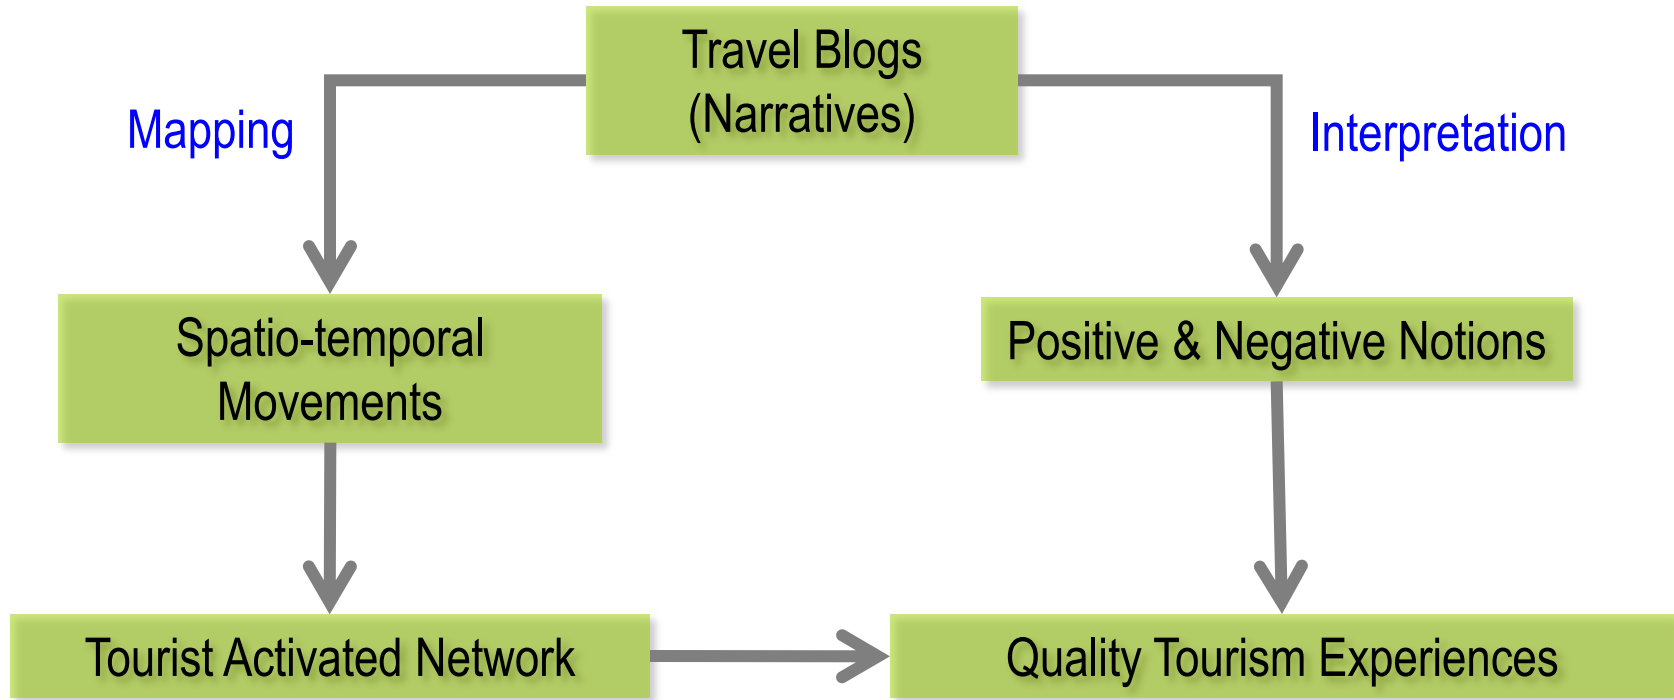 Travel Blogs
(Narratives)
Mapping
Interpretation
Spatio-temporal
Movements
Positive & Negative Notions
Tourist Activated Network
Quality Tourism Experiences